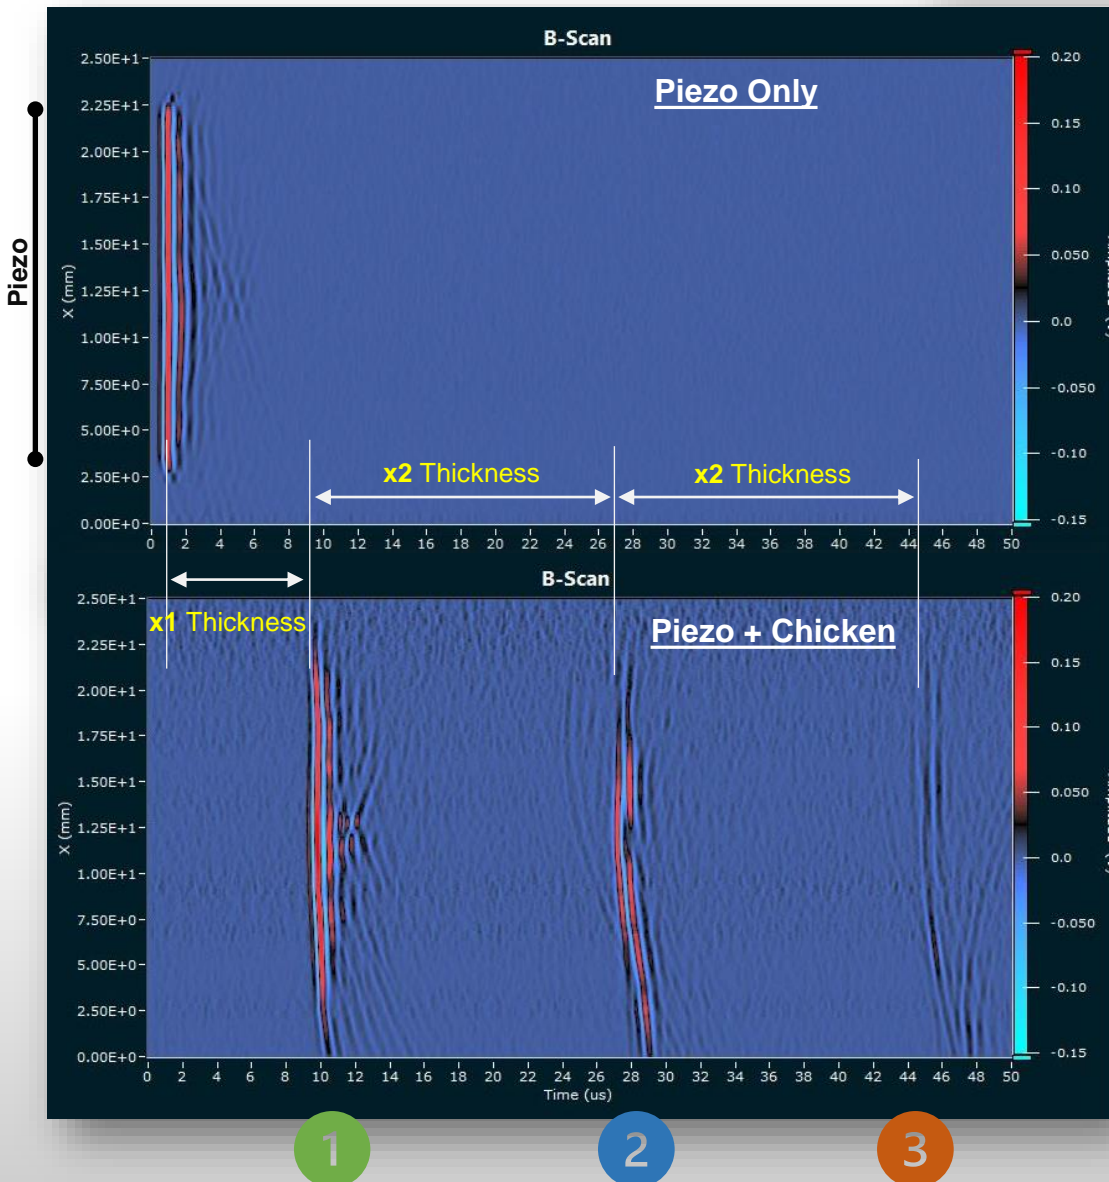 B-Scan
Piezo Only
Piezo
X (mm)
2.50E+1
2.25E+1
2.00E+1
1.75E+1
1.50E+1
1.25E+1
1.00E+1
7.50E+0
5.00E+0
2.50E+0
0.00E+0
0.20
0.15
0.10
0.050
0.0
-0.050
-0.10
-0.15
x2 Thickness
x2 Thickness
0 2 4 6 8 10 12 14 16 18 20 22 24 26 28 30 32 34 36 38 40 42 44 46 48 50
B-Scan
x1 Thickness
Piezo + Chicken
X (mm)
2.50E+1
2.25E+1
2.00E+1
1.75E+1
1.50E+1
1.25E+1
1.00E+1
7.50E+0
5.00E+0
2.50E+0
0.00E+0
0.20
0.15
0.10
0.050
0.0
-0.050
-0.10
-0.15
0 2 4 6 8 10 12 14 16 18 20 22 24 26 28 30 32 34 36 38 40 42 44 46 48 50
Time (us)
1 2 3